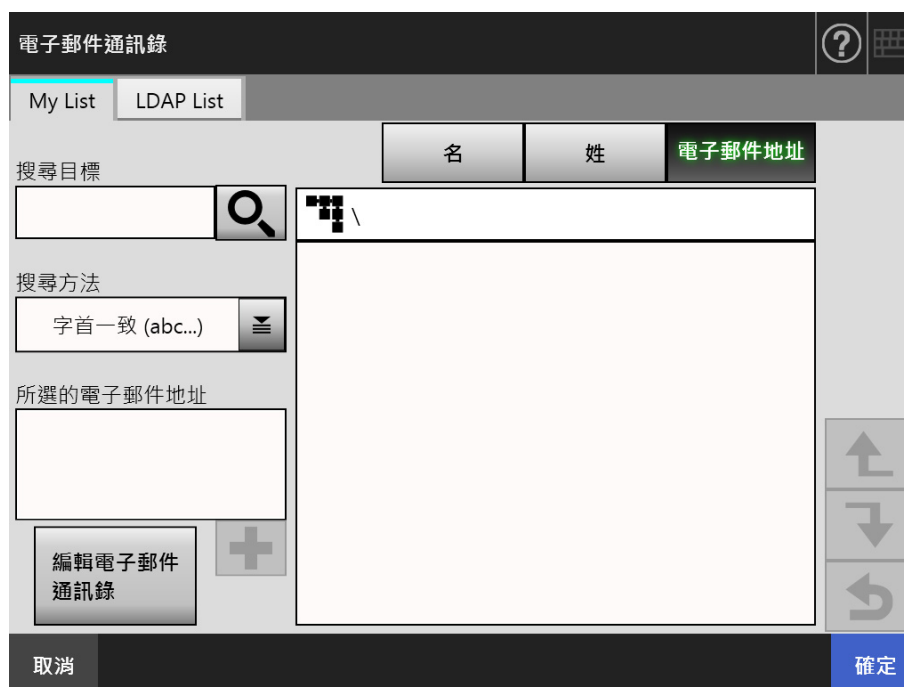 電子郵件通訊錄
?
My List
LDAP List
名
姓
電子郵件地址
搜尋目標
\
搜尋方法
字首一致 (abc...)
所選的電子郵件地址
編輯電子郵件
通訊錄
取消
確定